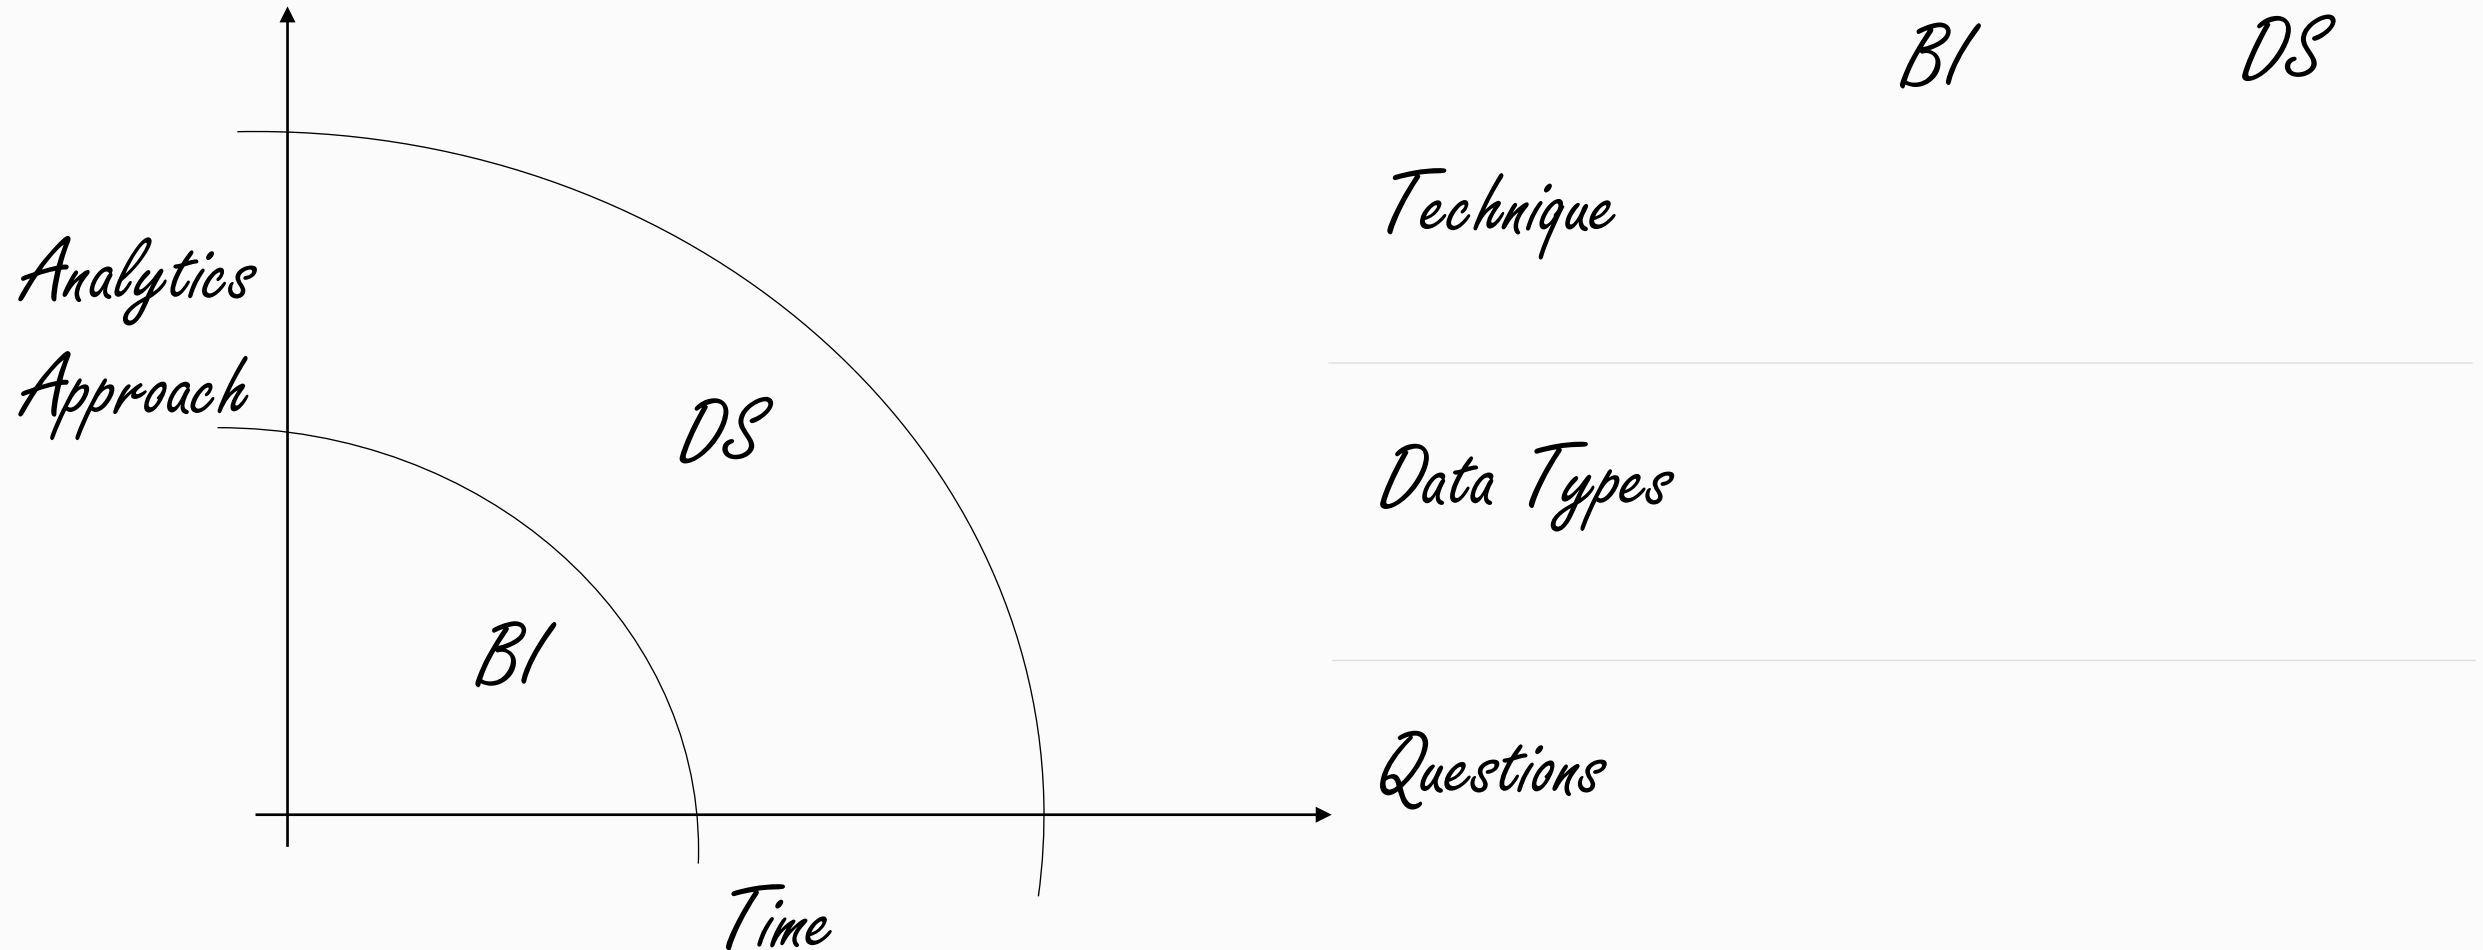 Analytics
Approach
DS
BI
Time
BI DS
Technique
Data Types
Questions